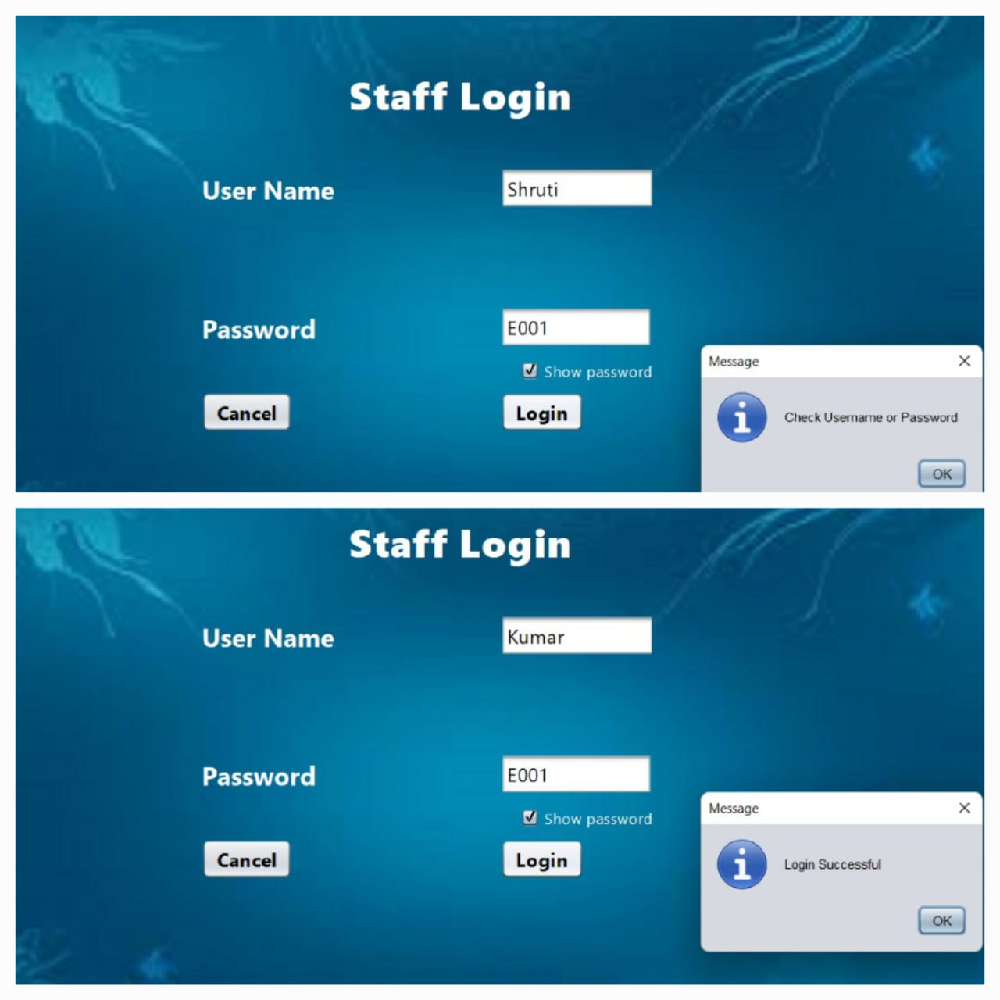 Staff Login
User Name Shruti
Password E001
Show password
Cancel Login
Message
Check Username or Password
OK
Staff Login
User Name Kumar
Password E001
Show password
Cancel Login
Message
Login Successful
OK